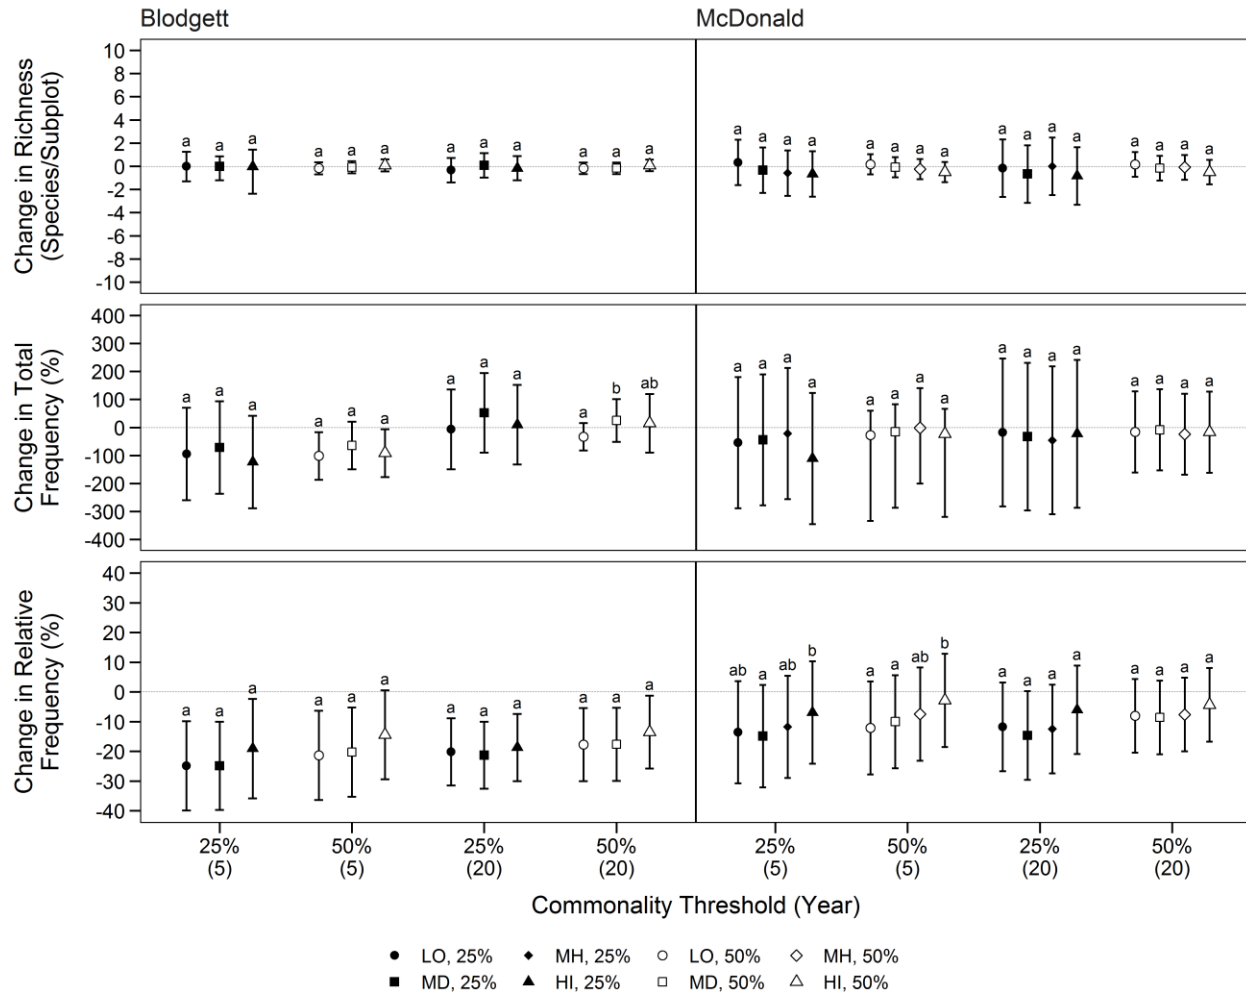 Blodgett McDonald
Change in Richness
(Species/Subplot)
10
8
6
4
2
0
-2
-4
-6
-8
-10
a a a a a a a a a a a a
a a a a a a a a a a a a a a a a
Change in Total
Frequency (%)
400
300
200
100
0
-100
-200
-300
-400
a a a a a a a a a a b ab
a a a a a a a a a a a a a a a a
Change in Relative
Frequency (%)
40
30
20
10
0
-10
-20
-30
-40
a a a a a a a a a a a a
ab a ab b a a ab b a a a a a a a a
25% 50% 25% 50% 25% 50% 25% 50%
(5) (5) (20) (20) (5) (5) (20) (20)
Commonality Threshold (Year)
LO, 25% MH, 25% LO, 50% MH, 50%
MD, 25% HI, 25% MD, 50% HI, 50%